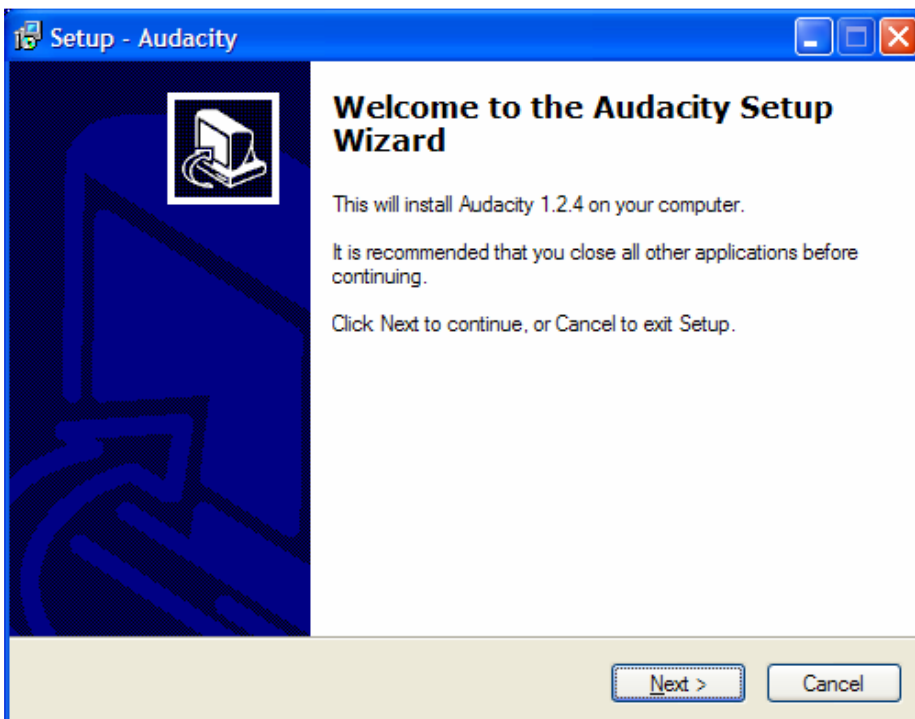 Setup - Audacity
Welcome to the Audacity Setup
Wizard
This will install Audacity 1.2.4 on your computer.
It is recommended that you close all other applications before
continuing.
Click Next to continue, or Cancel to exit Setup.
Next >
Cancel